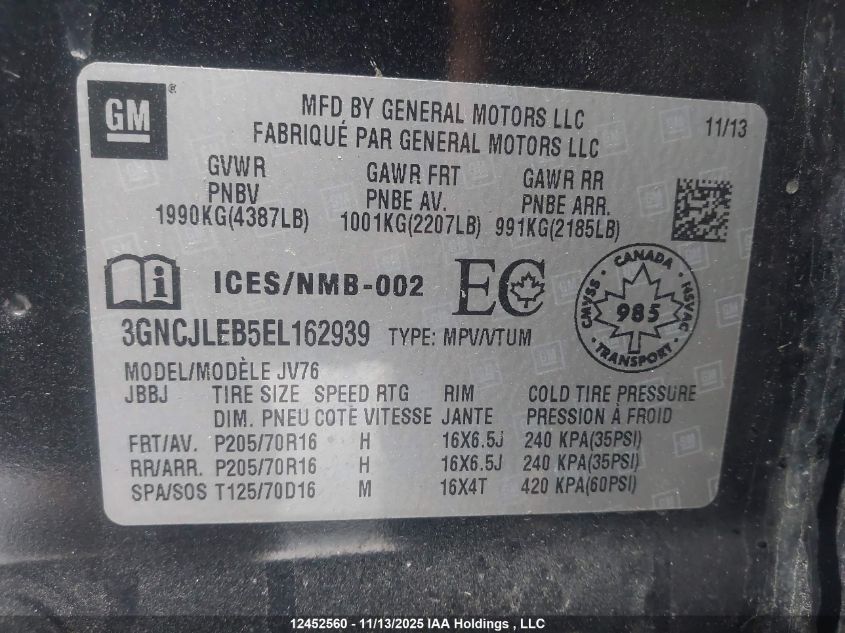 GM
MFD BY GENERAL MOTORS LLC
FABRIQUÉ PAR GENERAL MOTORS LLC
11/13
GVWR GAWR FRT GAWR RR
PNBV PNBE AV. PNBE ARR.
1990KG(4387LB) 1001KG(2207LB) 991KG(2185LB)
i ICES/NMB-002 EC
CANADA
CMVSS 985 NSVAC
TRANSPORT
3GNCJLEB5EL162939 TYPE: MPV/VTUM
MODEL/MODÈLE JV76
JBBJ TIRE SIZE SPEED RTG RIM COLD TIRE PRESSURE
DIM. PNEU COTE VITESSE JANTE PRESSION À FROID
FRT/AV. P205/70R16 H 16X6.5J 240 KPA(35PSI)
RR/ARR. P205/70R16 H 16X6.5J 240 KPA(35PSI)
SPA/SOS T125/70D16 M 16X4T 420 KPA(60PSI)
12452560 - 11/13/2025 IAA Holdings , LLC